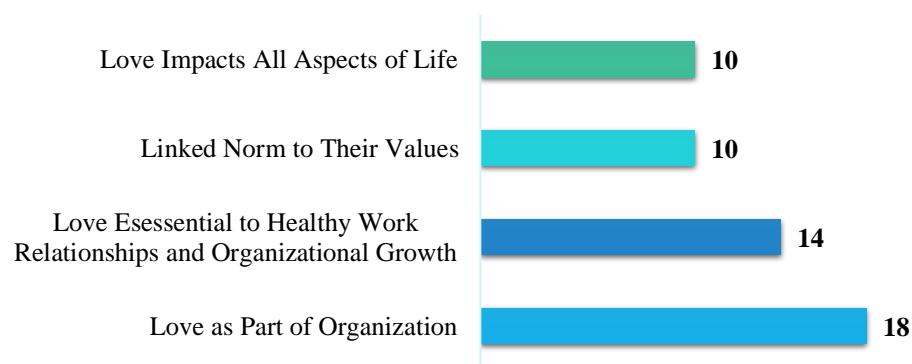 Love Impacts All Aspects of Life
10
Linked Norm to Their Values
10
Love Esessential to Healthy Work
Relationships and Organizational Growth
14
Love as Part of Organization
18